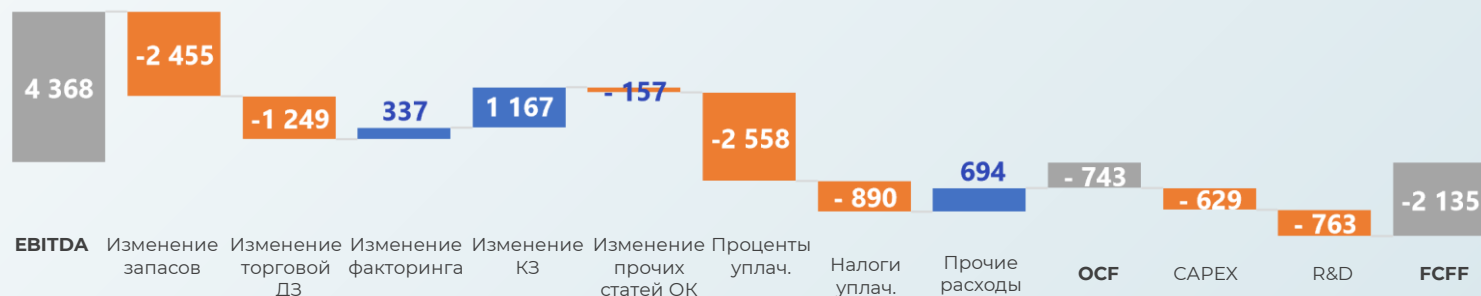 4 368
-2 455
-1 249
337
1 167
- 157
-2 558
- 890
694
- 743
- 629
- 763
-2 135
EBITDA
Изменение
запасов
Изменение
торговой
ДЗ
Изменение
факторинга
Изменение
КЗ
Изменение
прочих
статей ОК
Проценты
уплач.
Налоги
уплач.
Прочие
расходы
OCF
CAPEX
R&D
FCFF